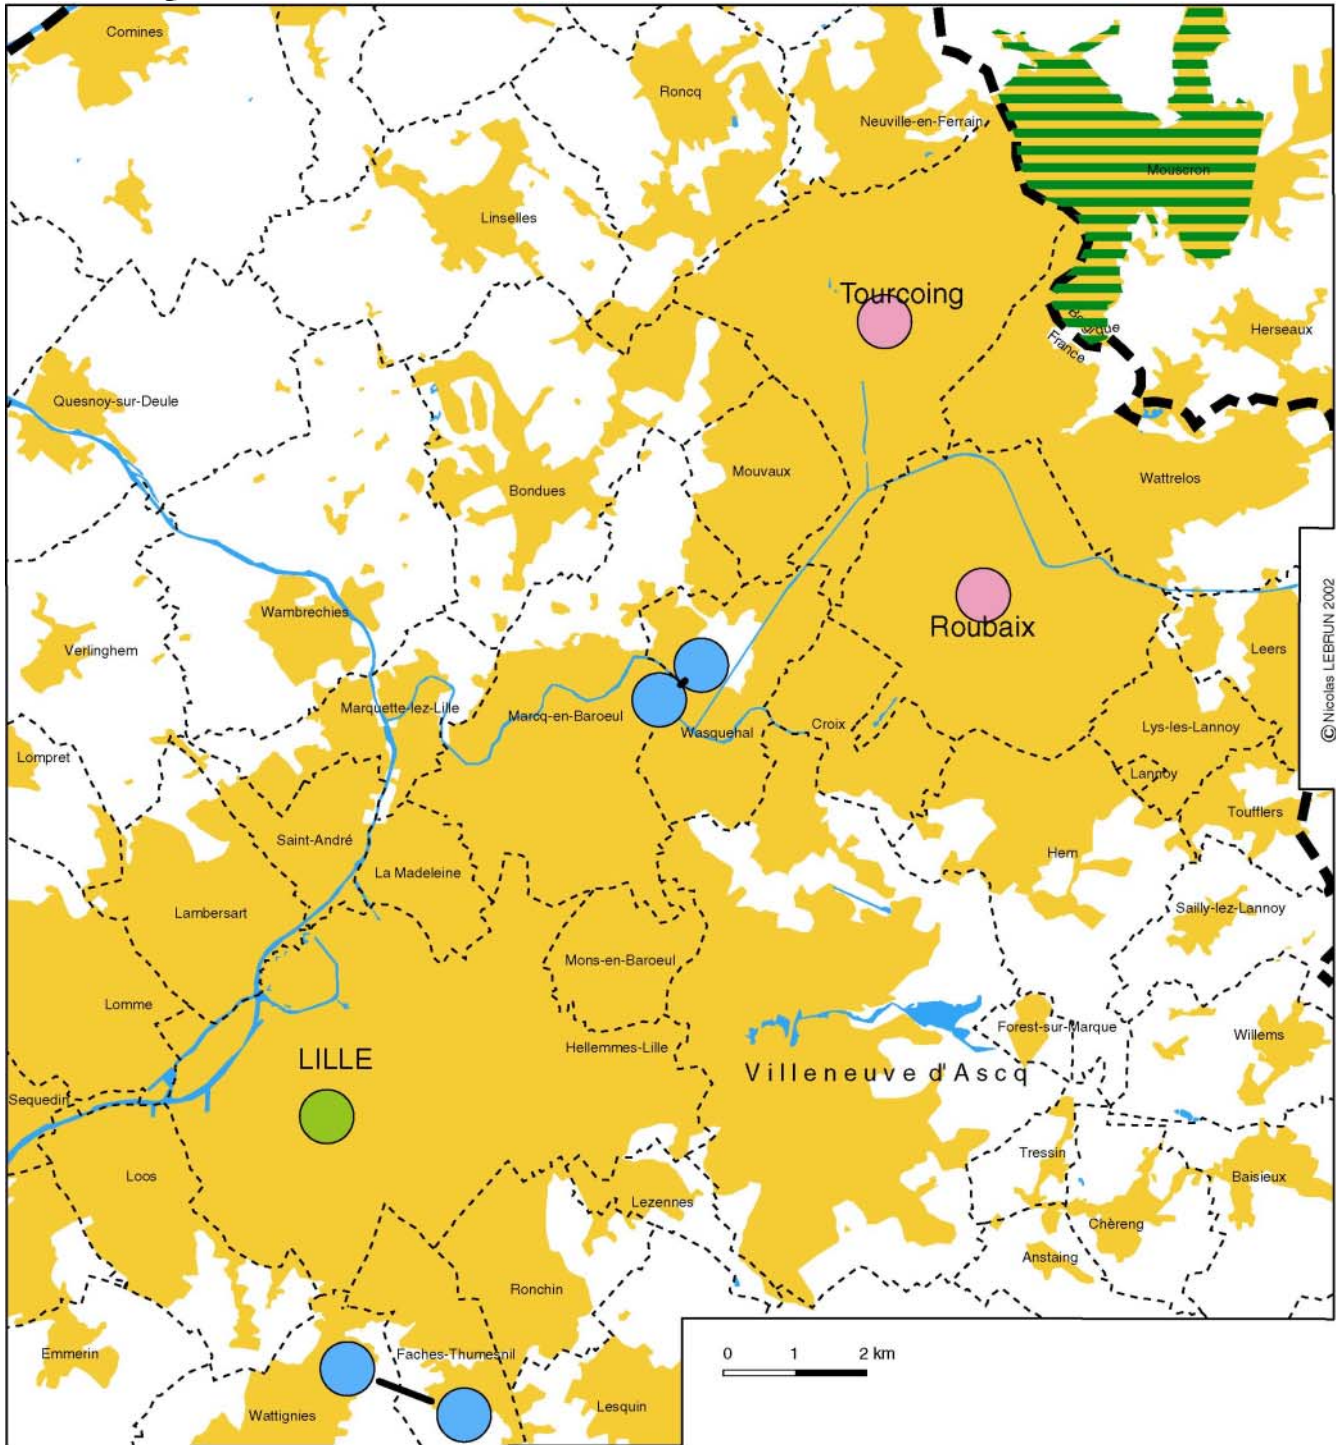 Comines
Roncq
Neuville-en-Ferrain
Mouscron
Linselles
Tourcoing
Belgique
France
Herseaux
Quesnoy-sur-Deule
Mouvaux
Wattrelos
Bondues
Wambrechies
Roubaix
Verlinghem
Leers
©Nicolas LEBRUN 2002
Marquette-lez-Lille
Marcq-en-Baroeul
Wasquehal
Croix
Lys-les-Lannoy
Lompret
Lannoy
Toufflers
Saint-André
La Madeleine
Hem
Lambersart
Sailly-lez-Lannoy
Mons-en-Baroeul
Lomme
Forest-sur-Marque
Willems
Hellemmes-Lille
LILLE
Villeneuve d'Ascq
Sequedin
Tressin
Loos
Baisieux
Lezennes
Chèreng
Anstaing
Ronchin
Emmerin
Faches-Thumesnil
0 1 2 km
Wattignies
Lesquin